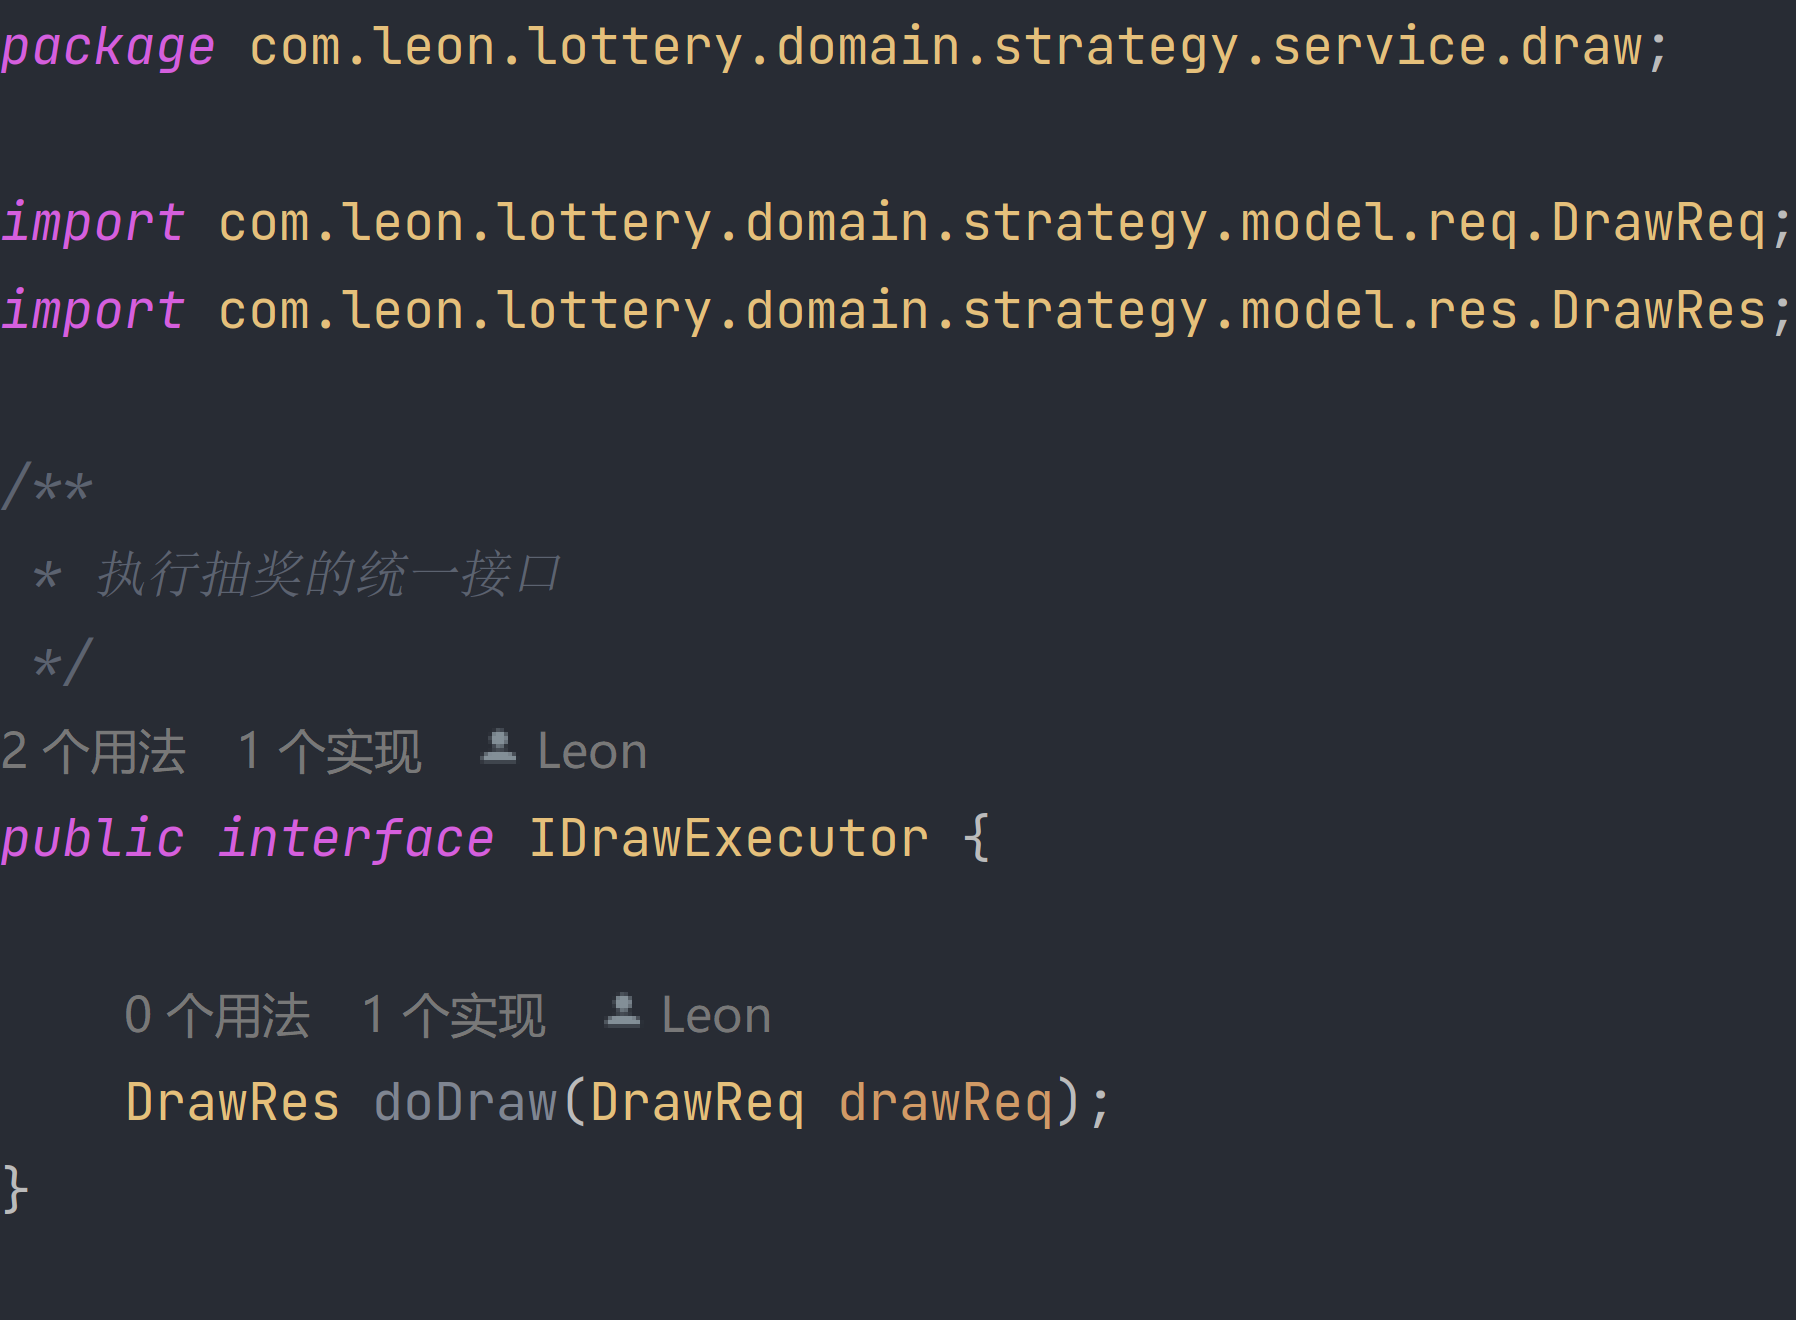 package com.leon.lottery.domain.strategy.service.draw;
import com.leon.lottery.domain.strategy.model.req.DrawReq;
import com.leon.lottery.domain.strategy.model.res.DrawRes;
/**
 * 执行抽奖的统一接口
 */
2 个用法 1 个实现 Leon
public interface IDrawExecutor {
0 个用法 1 个实现 Leon
DrawRes doDraw(DrawReq drawReq);
}